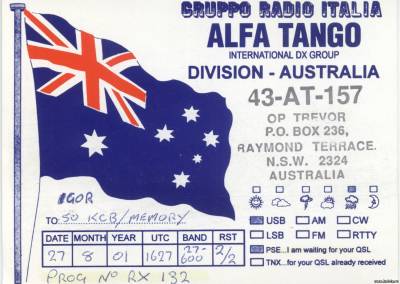 GRUPPO RADIO ITALIA
ALFA TANGO
INTERNATIONAL DX GROUP
DIVISION - AUSTRALIA
43-AT-157
OP TREVOR
P.O. BOX 236,
RAYMOND TERRACE.
N.S.W. 2324
AUSTRALIA
IGOR
TO 50 KCB/MEMORY
USB AM CW
LSB FM RTTY
PSE...I am waiting for your QSL
TNX...for your QSL already received
DATE MONTH YEAR UTC BAND RST
27 8 01 1627 27-600 2/2
PROG No RX 132